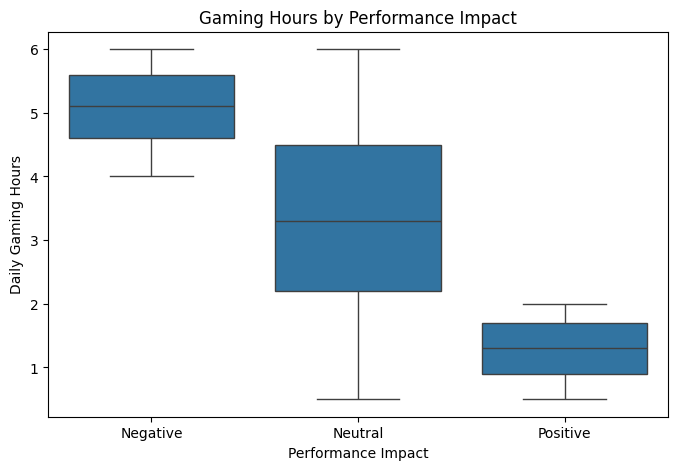 Gaming Hours by Performance Impact
Daily Gaming Hours
6
5
4
3
2
1
Negative
Neutral
Positive
Performance Impact